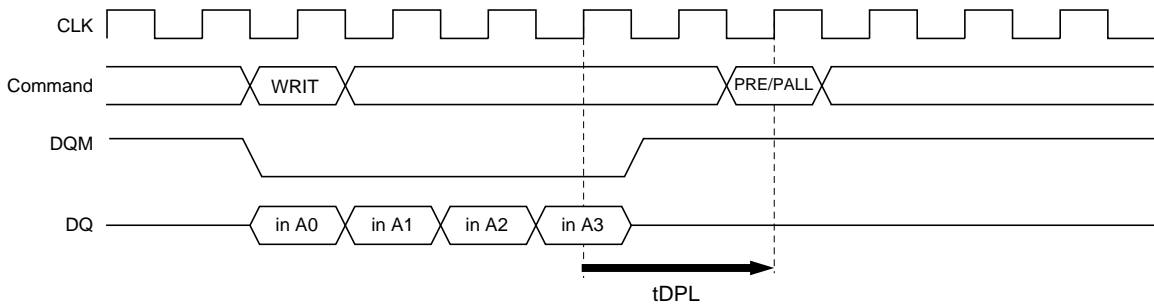 CLK
Command WRIT PRE/PALL
DQM
DQ in A0 in A1 in A2 in A3
tDPL